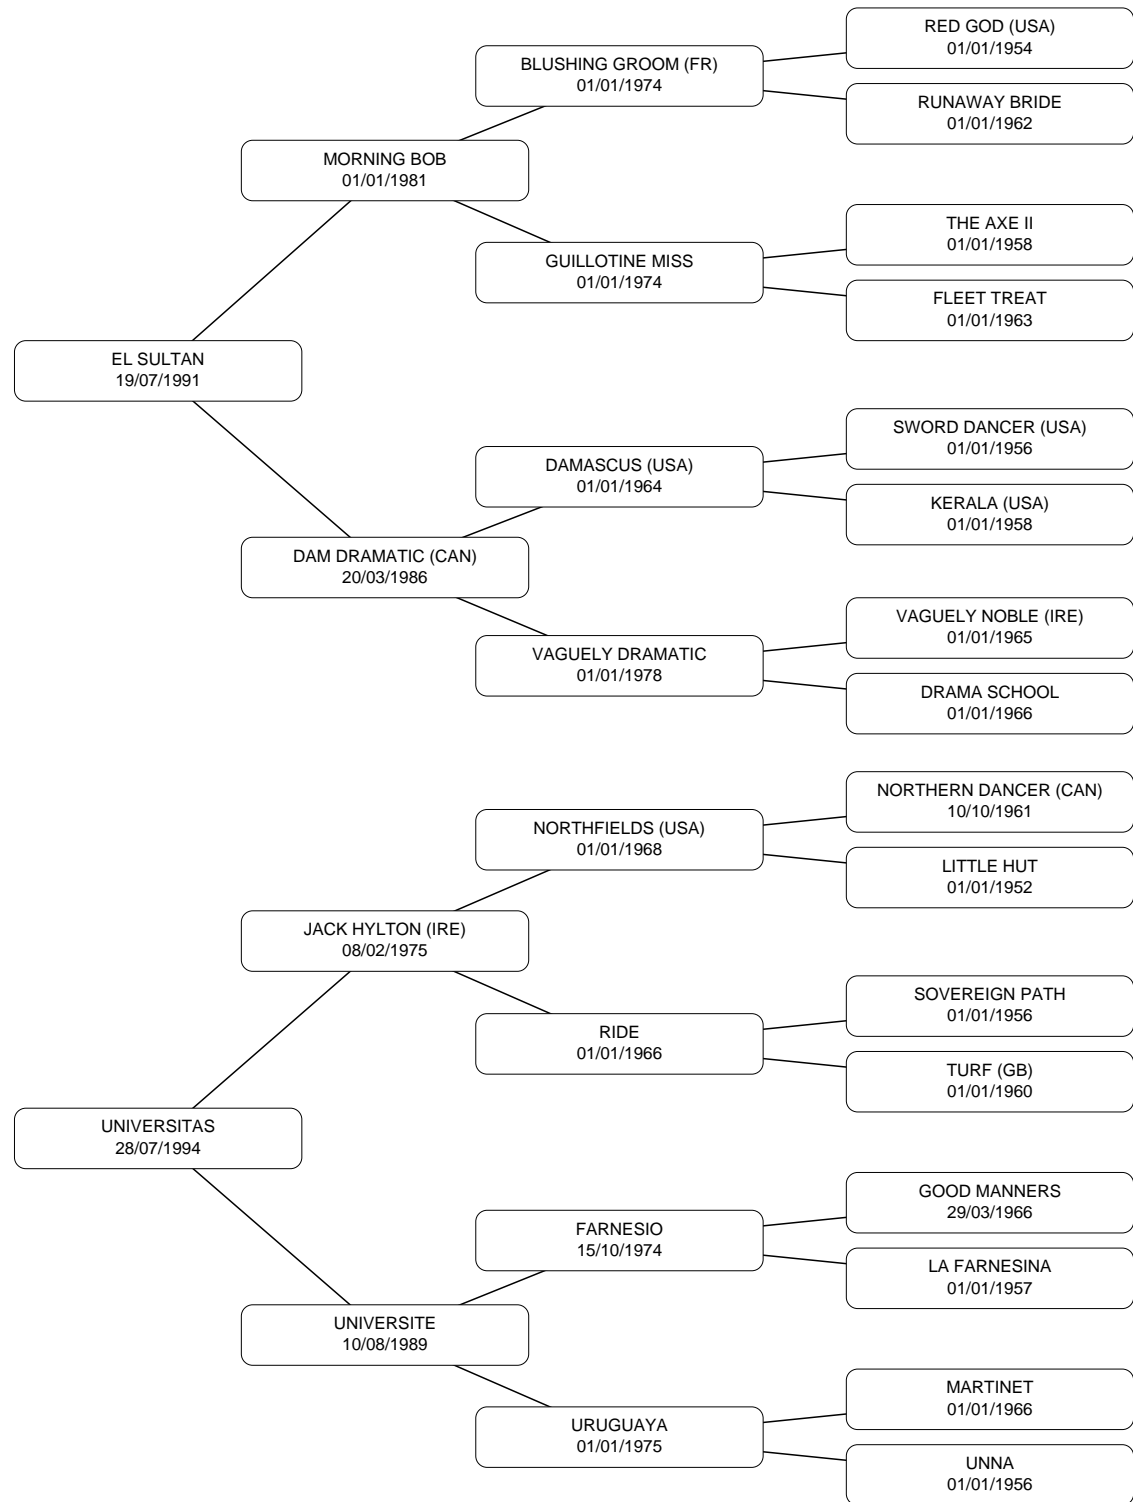 RED GOD (USA)
01/01/1954
BLUSHING GROOM (FR)
01/01/1974
RUNAWAY BRIDE
01/01/1962
MORNING BOB
01/01/1981
THE AXE II
01/01/1958
GUILLOTINE MISS
01/01/1974
FLEET TREAT
01/01/1963
EL SULTAN
19/07/1991
SWORD DANCER (USA)
01/01/1956
DAMASCUS (USA)
01/01/1964
KERALA (USA)
01/01/1958
DAM DRAMATIC (CAN)
20/03/1986
VAGUELY NOBLE (IRE)
01/01/1965
VAGUELY DRAMATIC
01/01/1978
DRAMA SCHOOL
01/01/1966
NORTHERN DANCER (CAN)
10/10/1961
NORTHFIELDS (USA)
01/01/1968
LITTLE HUT
01/01/1952
JACK HYLTON (IRE)
08/02/1975
SOVEREIGN PATH
01/01/1956
RIDE
01/01/1966
TURF (GB)
01/01/1960
UNIVERSITAS
28/07/1994
GOOD MANNERS
29/03/1966
FARNESIO
15/10/1974
LA FARNESINA
01/01/1957
UNIVERSITE
10/08/1989
MARTINET
01/01/1966
URUGUAYA
01/01/1975
UNNA
01/01/1956